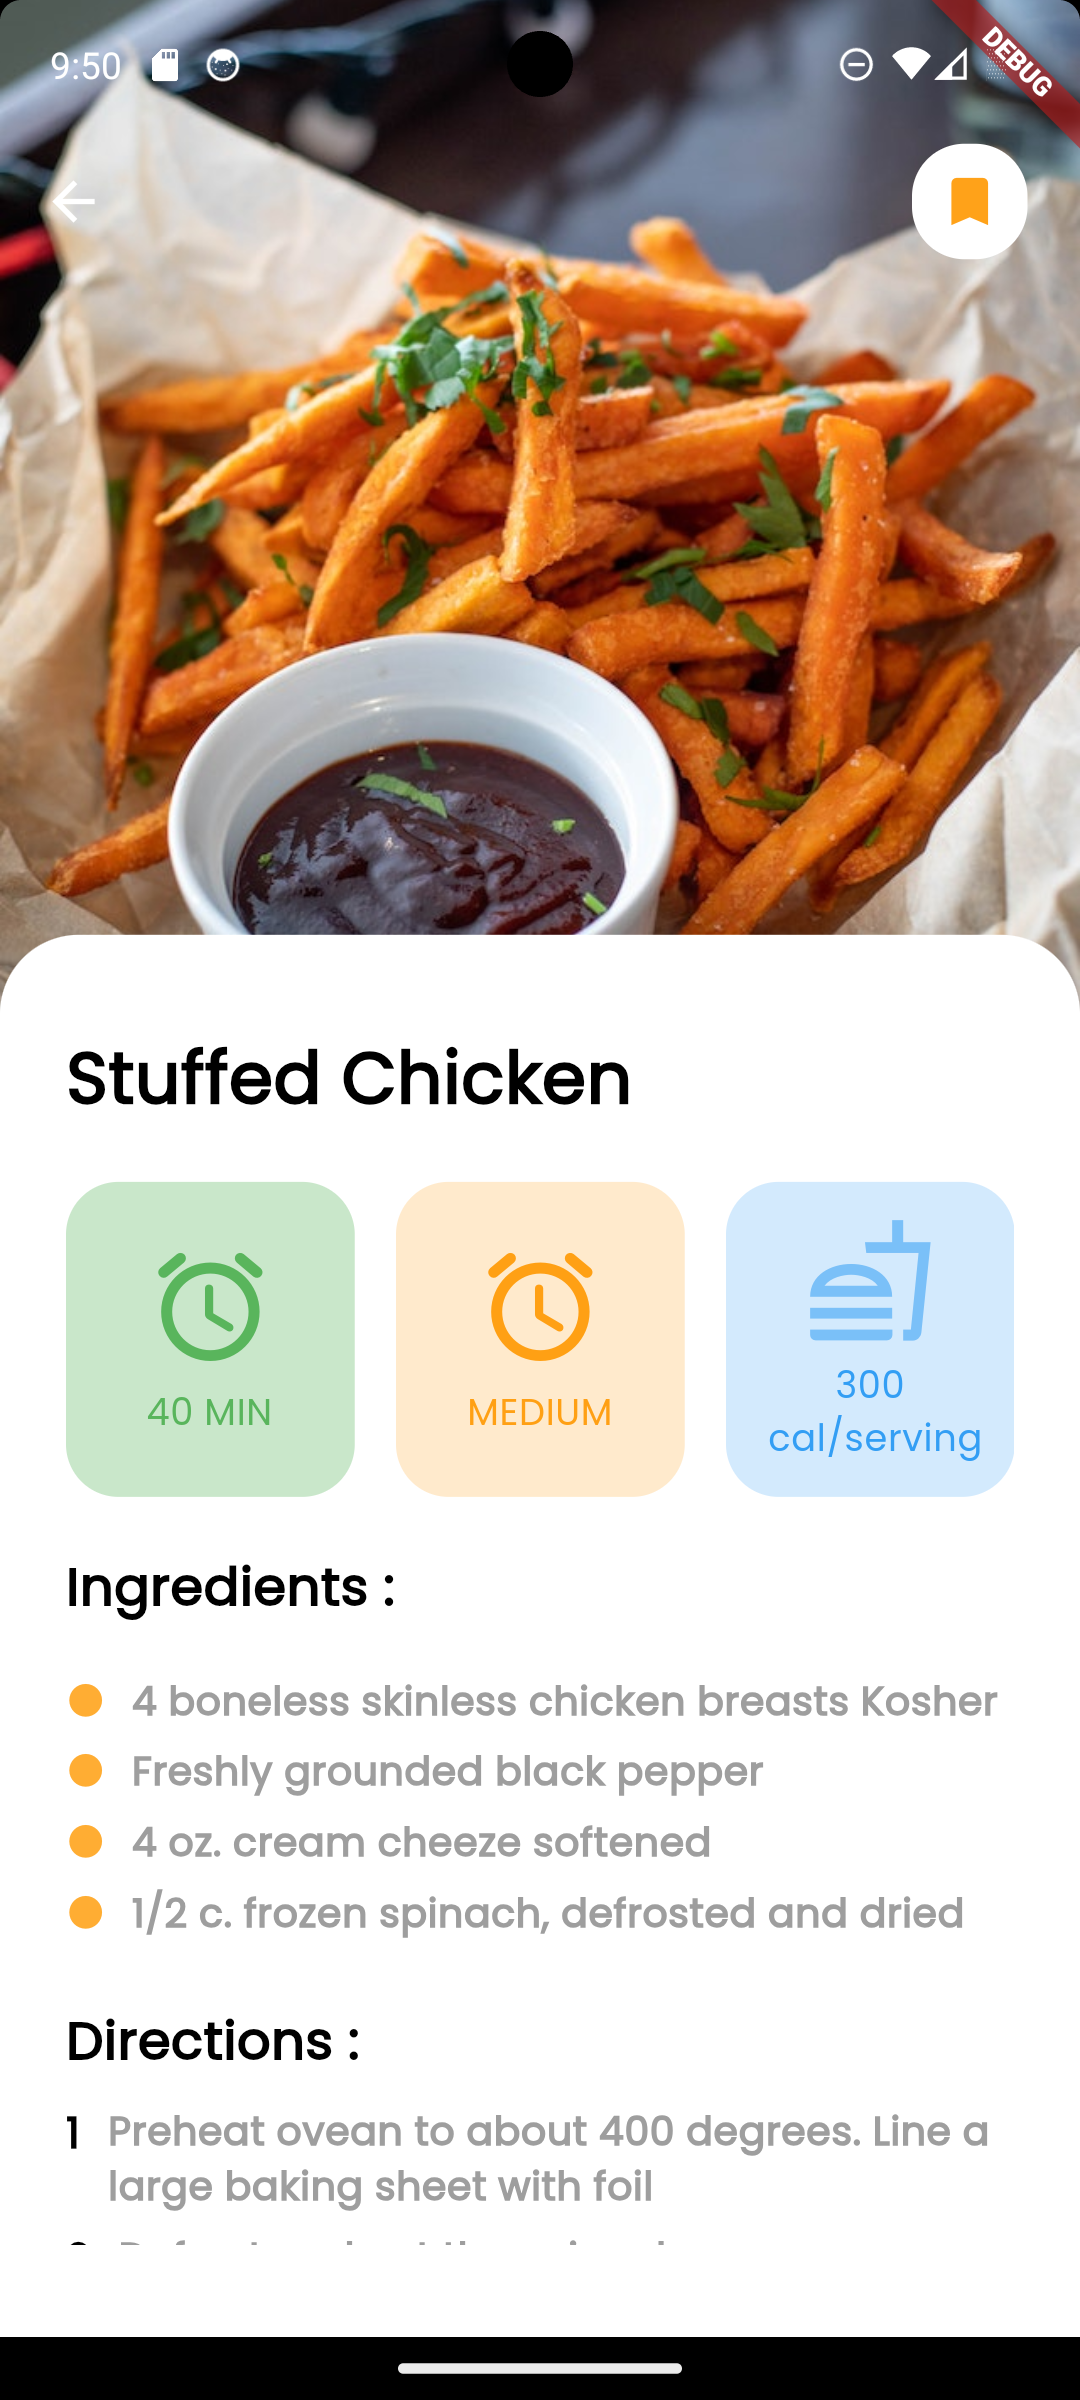 9:50
DEBUG
Stuffed Chicken
40 MIN
MEDIUM
300
cal/serving
Ingredients :
4 boneless skinless chicken breasts Kosher
Freshly grounded black pepper
4 oz. cream cheeze softened
1/2 c. frozen spinach, defrosted and dried
Directions :
1 Preheat ovean to about 400 degrees. Line a
large baking sheet with foil